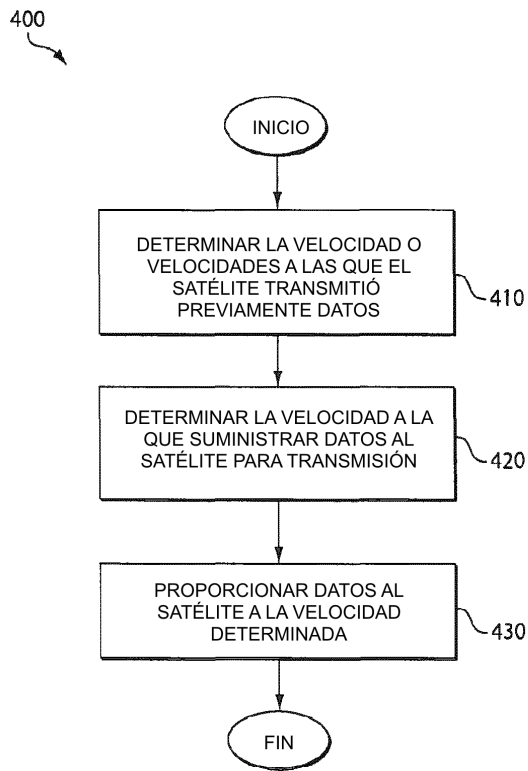 400
INICIO
DETERMINAR LA VELOCIDAD O
VELOCIDADES A LAS QUE EL
SATÉLITE TRANSMITIÓ
PREVIAMENTE DATOS
410
DETERMINAR LA VELOCIDAD A LA
QUE SUMINISTRAR DATOS AL
SATÉLITE PARA TRANSMISIÓN
420
PROPORCIONAR DATOS AL
SATÉLITE A LA VELOCIDAD
DETERMINADA
430
FIN